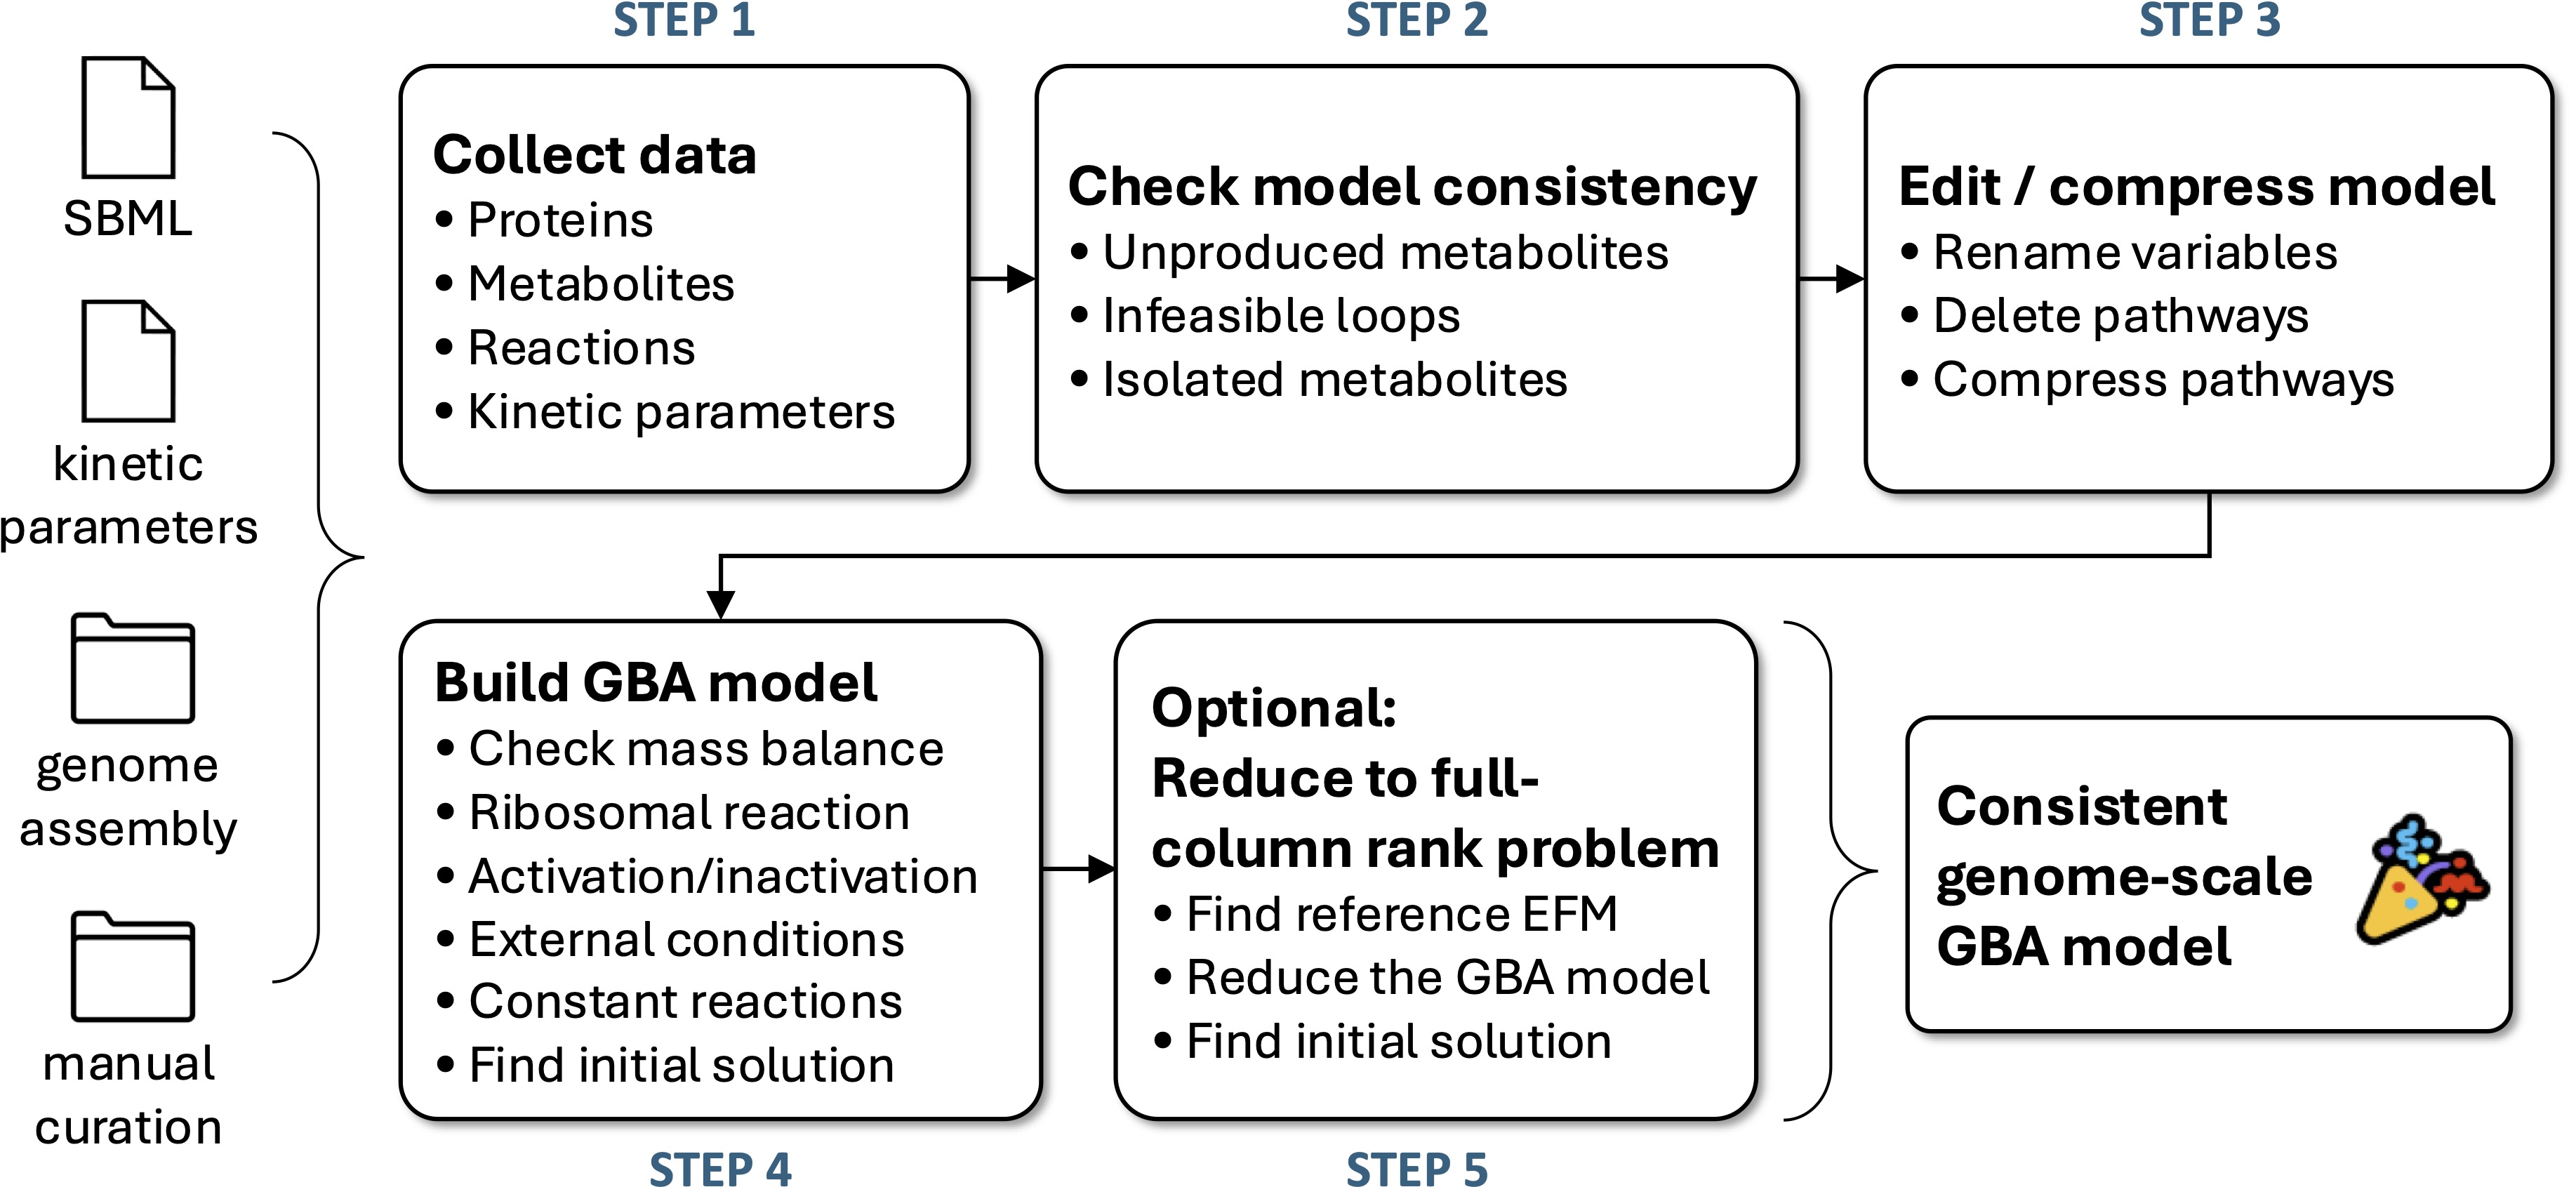 SBML
kinetic
parameters
genome
assembly
manual
curation
STEP 1
Collect data
• Proteins
• Metabolites
• Reactions
• Kinetic parameters
STEP 2
Check model consistency
• Unproduced metabolites
• Infeasible loops
• Isolated metabolites
STEP 3
Edit / compress model
• Rename variables
• Delete pathways
• Compress pathways
Build GBA model
• Check mass balance
• Ribosomal reaction
• Activation/inactivation
• External conditions
• Constant reactions
• Find initial solution
STEP 4
Optional:
Reduce to full-
column rank problem
• Find reference EFM
• Reduce the GBA model
• Find initial solution
STEP 5
Consistent
genome-scale
GBA model